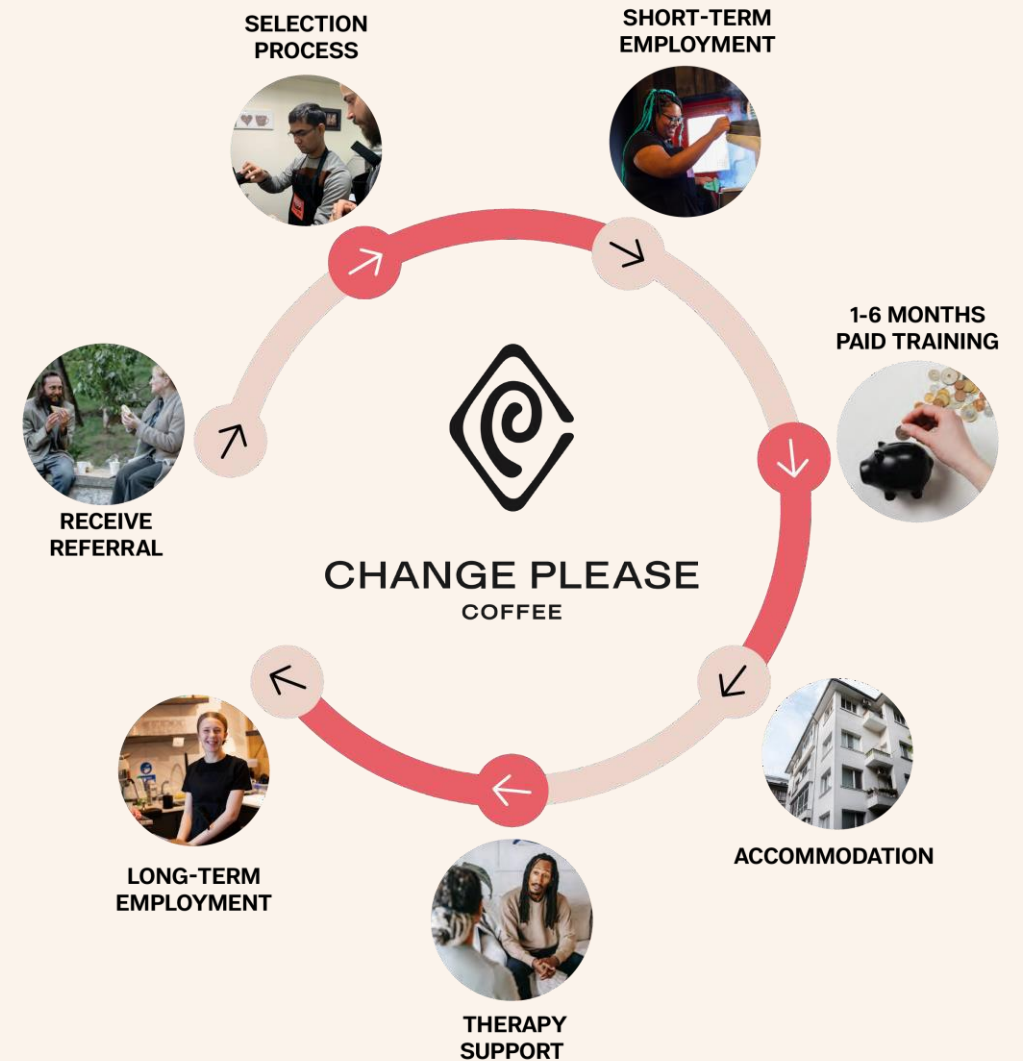 SELECTION
PROCESS
SHORT-TERM
EMPLOYMENT
1-6 MONTHS
PAID TRAINING
RECEIVE
REFERRAL
CHANGE PLEASE
COFFEE
ACCOMMODATION
LONG-TERM
EMPLOYMENT
THERAPY
SUPPORT